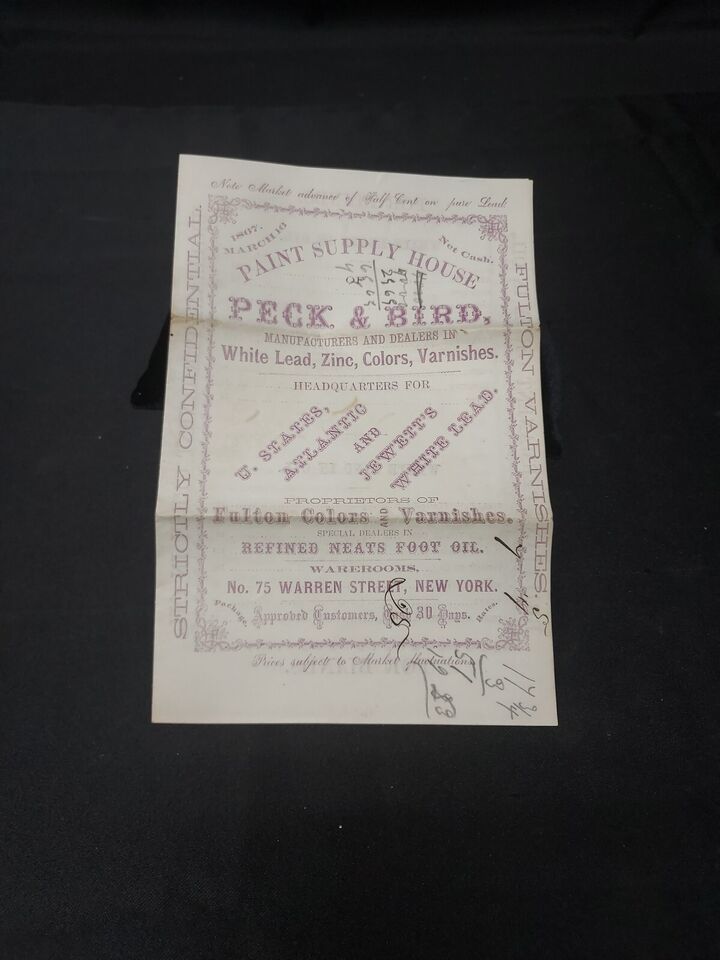 Note Market advance of Half Cent on pure Lead
1867.
MARCH 16
Not Cash.
PAINT SUPPLY HOUSE
PECK & BIRD,
MANUFACTURERS AND DEALERS IN
White Lead, Zinc, Colors, Varnishes.
HEADQUARTERS FOR
U. STATES,
ATLANTIC
AND
JEWETT'S
WHITE LEAD.
PROPRIETORS OF
Fulton Colors AND Varnishes.
SPECIAL DEALERS IN
REFINED NEATS FOOT OIL.
WAREROOMS,
No. 75 WARREN STREET, NEW YORK.
Package.
Approved Customers, 30 Days.
Rates.
Prices subject to Market fluctuations
STRICTLY CONFIDENTIAL.
FULTON VARNISHES.